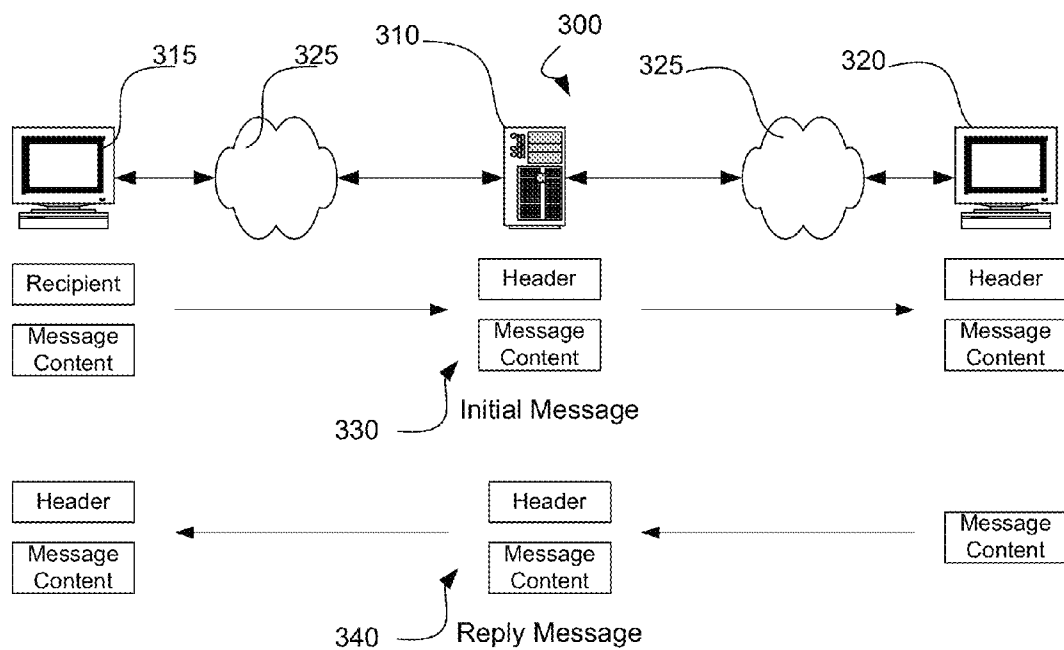 300
315
325
310
325
320
Recipient
Header
Header
Message
Content
Message
Content
Message
Content
330
Initial Message
Header
Header
Message
Content
Message
Content
Message
Content
340
Reply Message